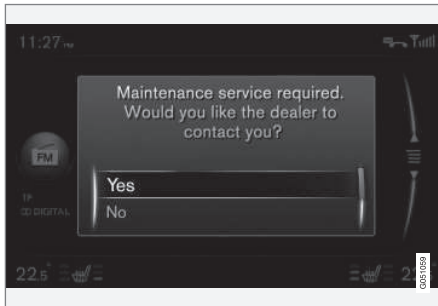 11:27 PM
Maintenance service required.
Would you like the dealer to
contact you?
FM
Yes
TP
DIGITAL
No
22.5
G051059